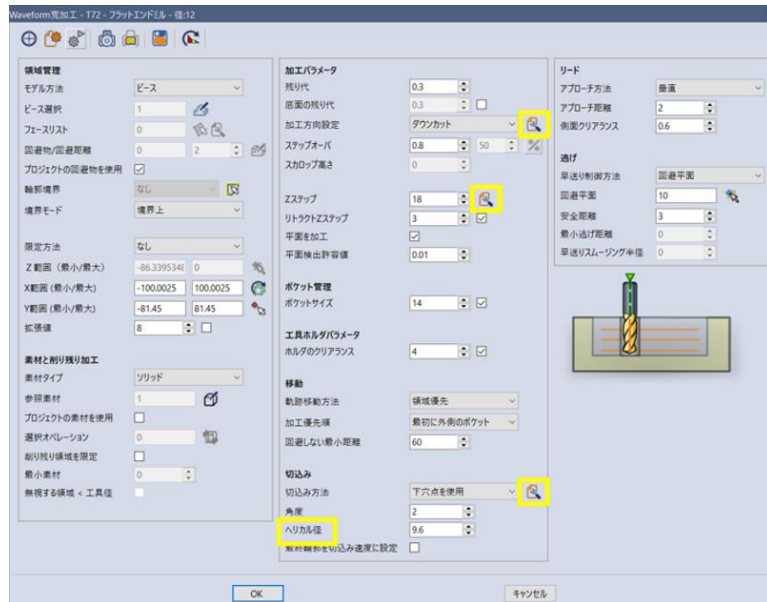 Waveform荒加工 - T72 - フラットエンドミル - 径:12
領域管理
モデル方法 ピース
ピース選択 1
フェースリスト 0
回避物/回避距離 0 2
プロジェクトの回避物を使用
輪郭境界 なし
境界モード 境界上
限定方法 なし
Z 範囲 (最小/最大) -86.339534 0
X範囲 (最小/最大) -100.0025 100.0025
Y範囲 (最小/最大) -81.45 81.45
拡張値 8
素材と削り残り加工
素材タイプ ソリッド
参照素材 1
プロジェクトの素材を使用
選択オペレーション 0
削り残り領域を限定
最小素材 0
無視する領域 < 工具径
加工パラメータ
残り代 0.3
底面の残り代 0.3
加工方向設定 ダウンカット
ステップオーバ 0.8 50 %
スカロップ高さ 0
Zステップ 18
リトラクトZステップ 3
平面を加工
平面検出許容値 0.01
ポケット管理
ポケットサイズ 14
工具ホルダパラメータ
ホルダのクリアランス 4
移動
軌跡移動方法 領域優先
加工優先順 最初に外側のポケット
回避しない最小距離 60
切込み
切込み方法 下穴点を使用
角度 2
ヘリカル径 9.6
最終輪郭を切込み速度に設定
リード
アプローチ方法 垂直
アプローチ距離 2
側面クリアランス 0.6
逃げ
早送り制御方法 回避平面
回避平面 10
安全距離 3
最小逃げ距離 0
早送りスムージング半径 0
OK キャンセル